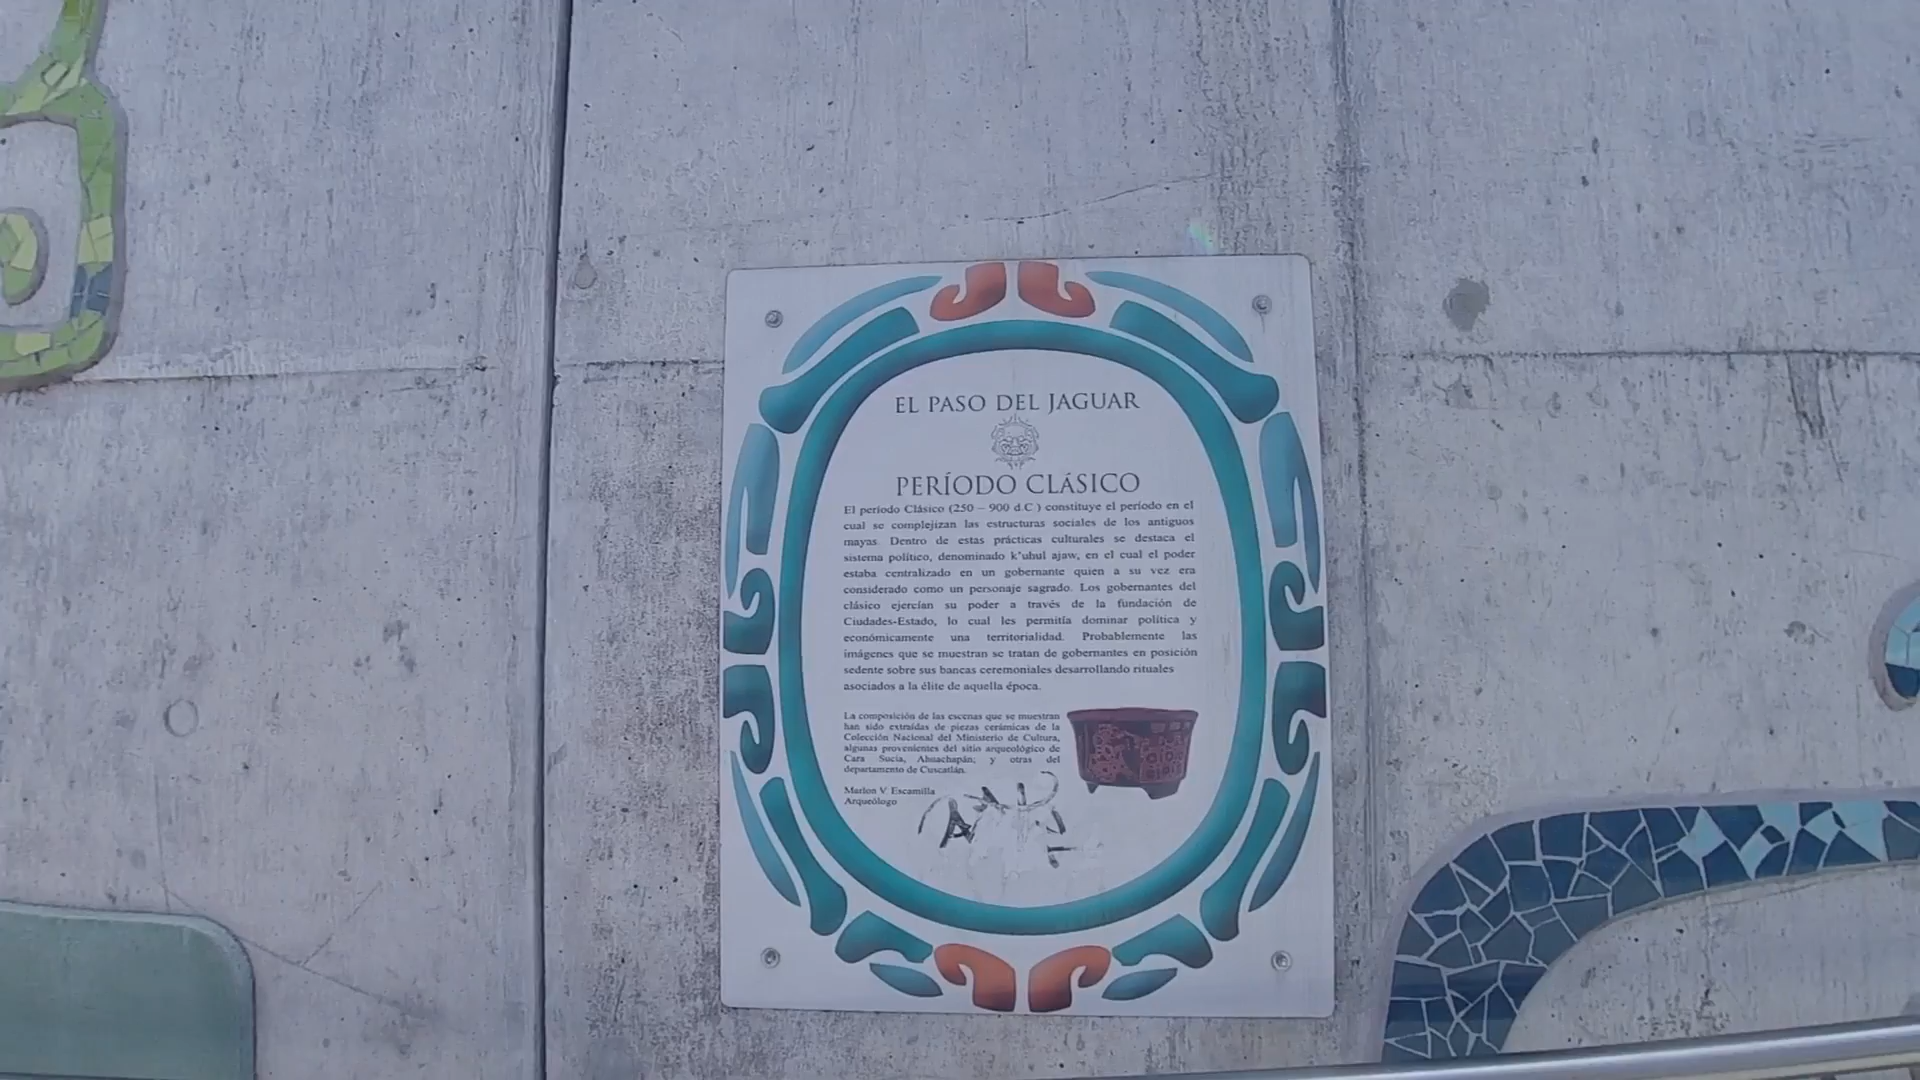 EL PASO DEL JAGUAR
PERÍODO CLÁSICO
El período Clásico (250 – 900 d.C ) constituye el período en el
cual se complejizan las estructuras sociales de los antiguos
mayas. Dentro de estas prácticas culturales se destaca el
sistema político, denominado k'uhul ajaw, en el cual el poder
estaba centralizado en un gobernante quien a su vez era
considerado como un personaje sagrado. Los gobernantes del
clásico ejercían su poder a través de la fundación de
Ciudades-Estado, lo cual les permitía dominar política y
económicamente una territorialidad. Probablemente las
imágenes que se muestran se tratan de gobernantes en posición
sedente sobre sus bancas ceremoniales desarrollando rituales
asociados a la élite de aquella época.
La composición de las escenas que se muestran
han sido extraídas de piezas cerámicas de la
Colección Nacional del Ministerio de Cultura,
algunas provenientes del sitio arqueológico de
Cara Sucia, Ahuachapán; y otras del
departamento de Cuscatlán.
Marlon V. Escamilla
Arqueólogo